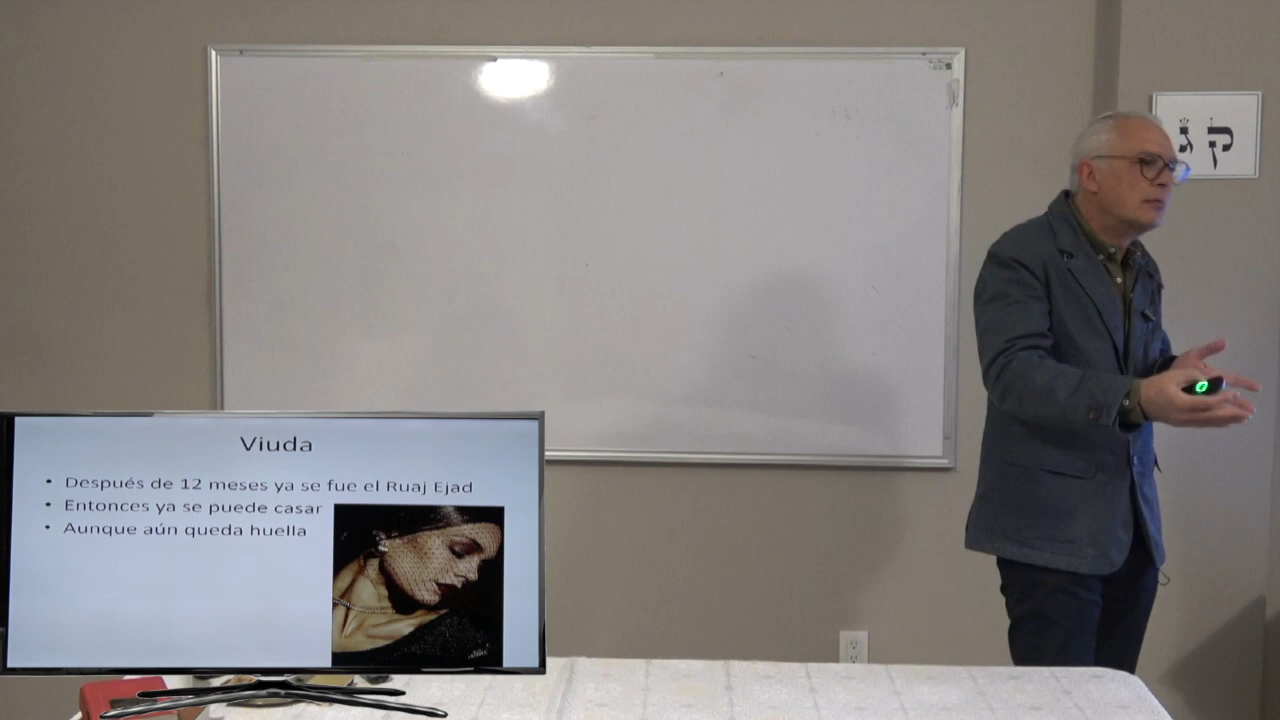 ק גּ
Viuda
• Después de 12 meses ya se fue el Ruaj Ejad
• Entonces ya se puede casar
• Aunque aún queda huella